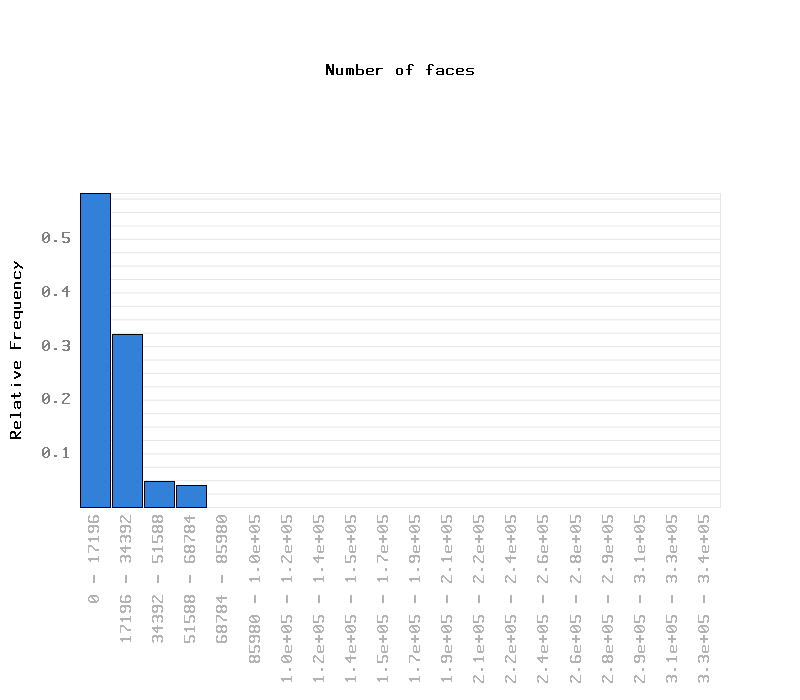 Number of faces
Relative Frequency
0.5
0.4
0.3
0.2
0.1
0 - 17196
17196 - 34392
34392 - 51588
51588 - 68784
68784 - 85980
85980 - 1.0e+05
1.0e+05 - 1.2e+05
1.2e+05 - 1.4e+05
1.4e+05 - 1.5e+05
1.5e+05 - 1.7e+05
1.7e+05 - 1.9e+05
1.9e+05 - 2.1e+05
2.1e+05 - 2.2e+05
2.2e+05 - 2.4e+05
2.4e+05 - 2.6e+05
2.6e+05 - 2.8e+05
2.8e+05 - 2.9e+05
2.9e+05 - 3.1e+05
3.1e+05 - 3.3e+05
3.3e+05 - 3.4e+05